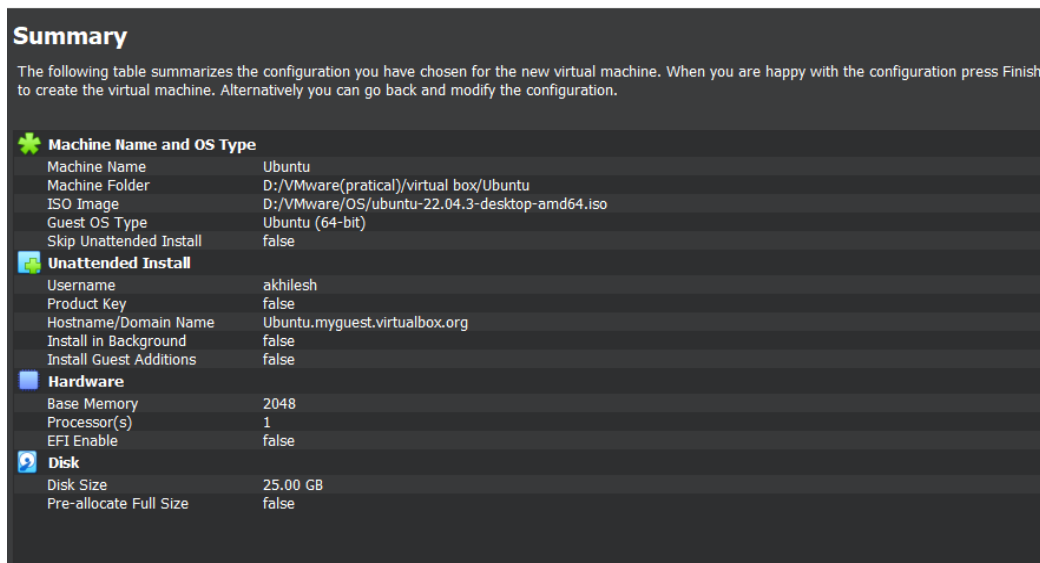 Summary
The following table summarizes the configuration you have chosen for the new virtual machine. When you are happy with the configuration press Finish
to create the virtual machine. Alternatively you can go back and modify the configuration.
Machine Name and OS Type
Machine Name Ubuntu
Machine Folder D:/VMware(pratical)/virtual box/Ubuntu
ISO Image D:/VMware/OS/ubuntu-22.04.3-desktop-amd64.iso
Guest OS Type Ubuntu (64-bit)
Skip Unattended Install false
Unattended Install
Username akhilesh
Product Key false
Hostname/Domain Name Ubuntu.myguest.virtualbox.org
Install in Background false
Install Guest Additions false
Hardware
Base Memory 2048
Processor(s) 1
EFI Enable false
Disk
Disk Size 25.00 GB
Pre-allocate Full Size false